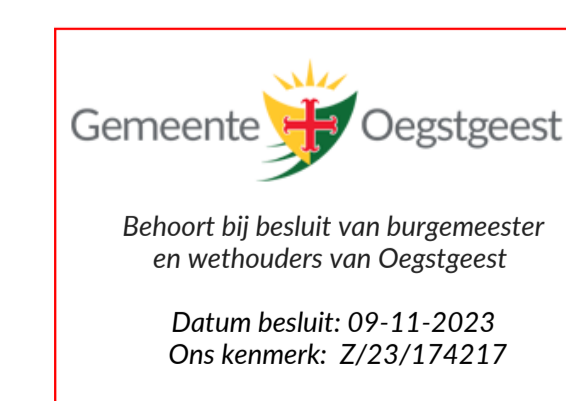 Gemeente Oegstgeest
Behoort bij besluit van burgemeester
en wethouders van Oegstgeest
Datum besluit: 09-11-2023
Ons kenmerk: Z/23/174217